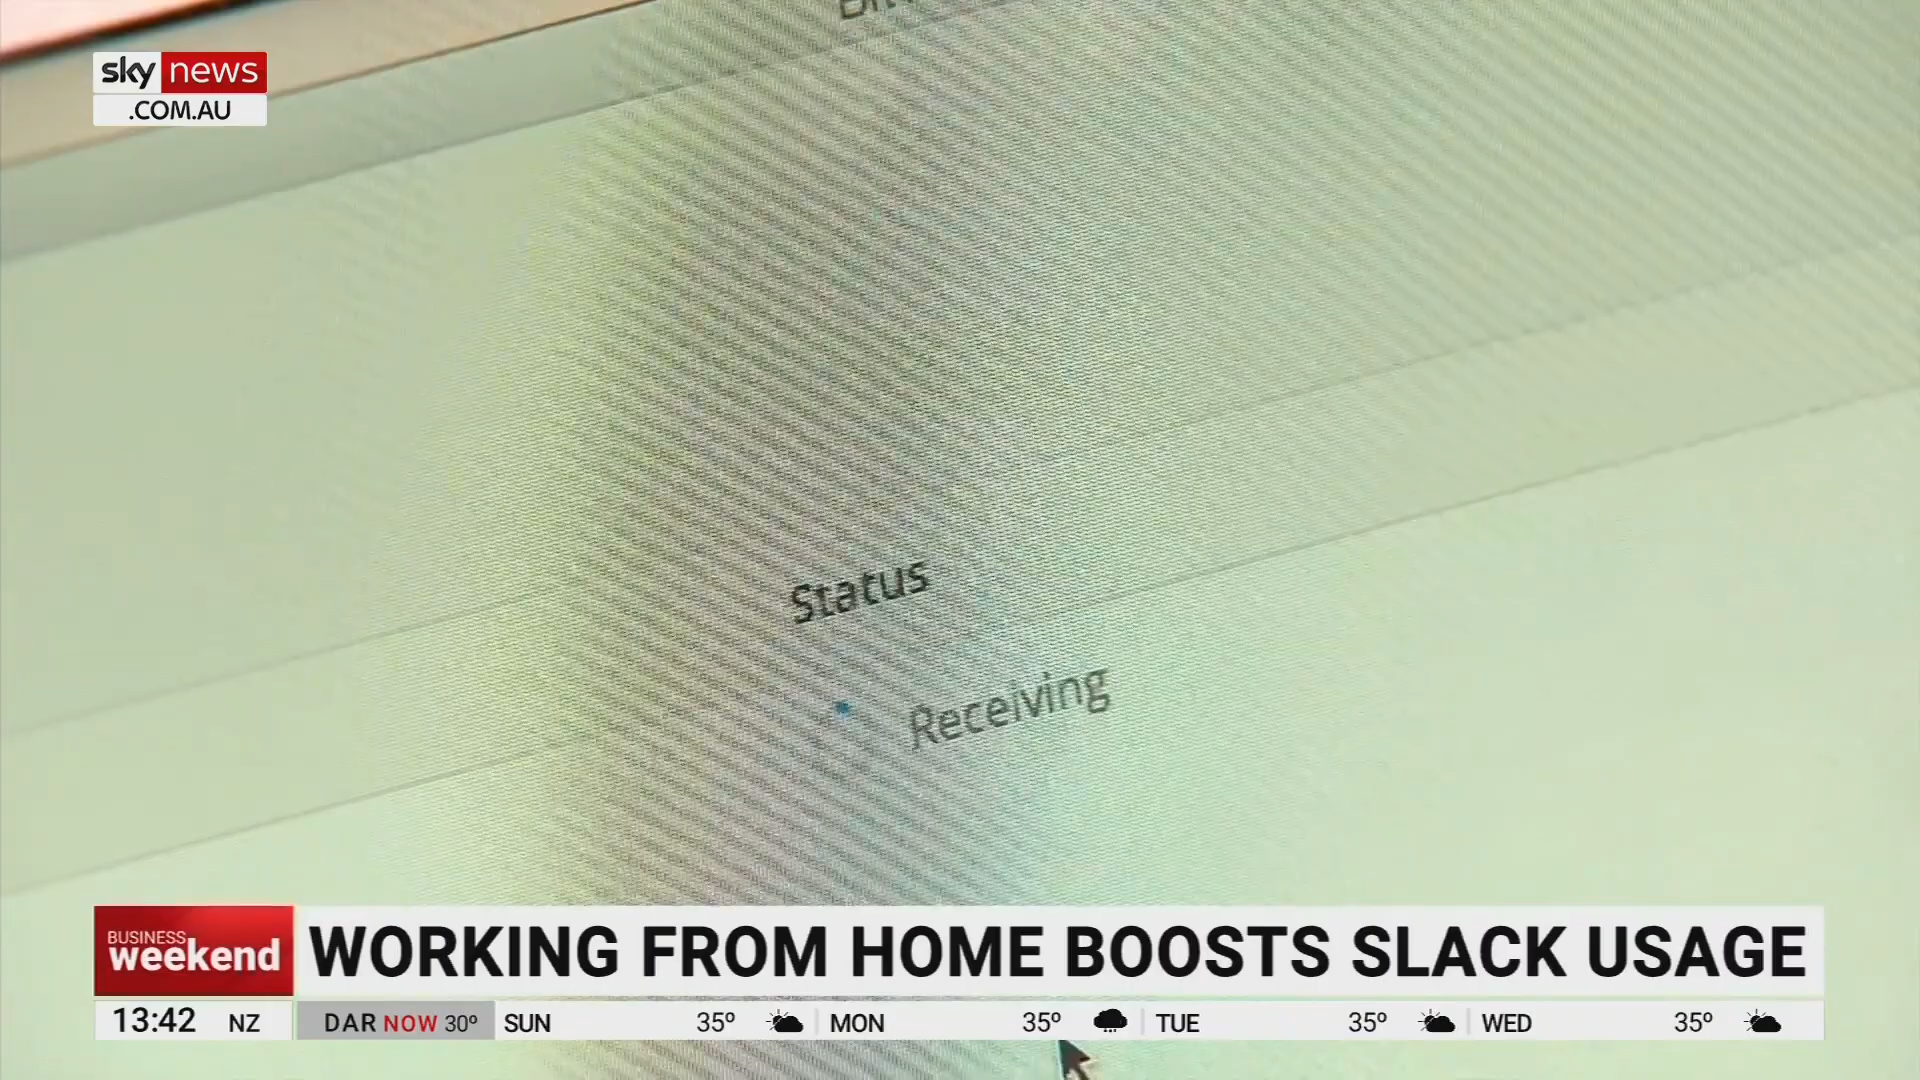 sky news
.COM.AU
Status
Receiving
BUSINESS
weekend
WORKING FROM HOME BOOSTS SLACK USAGE
13:42 NZ DAR NOW 30º SUN 35º MON 35º TUE 35º WED 35º